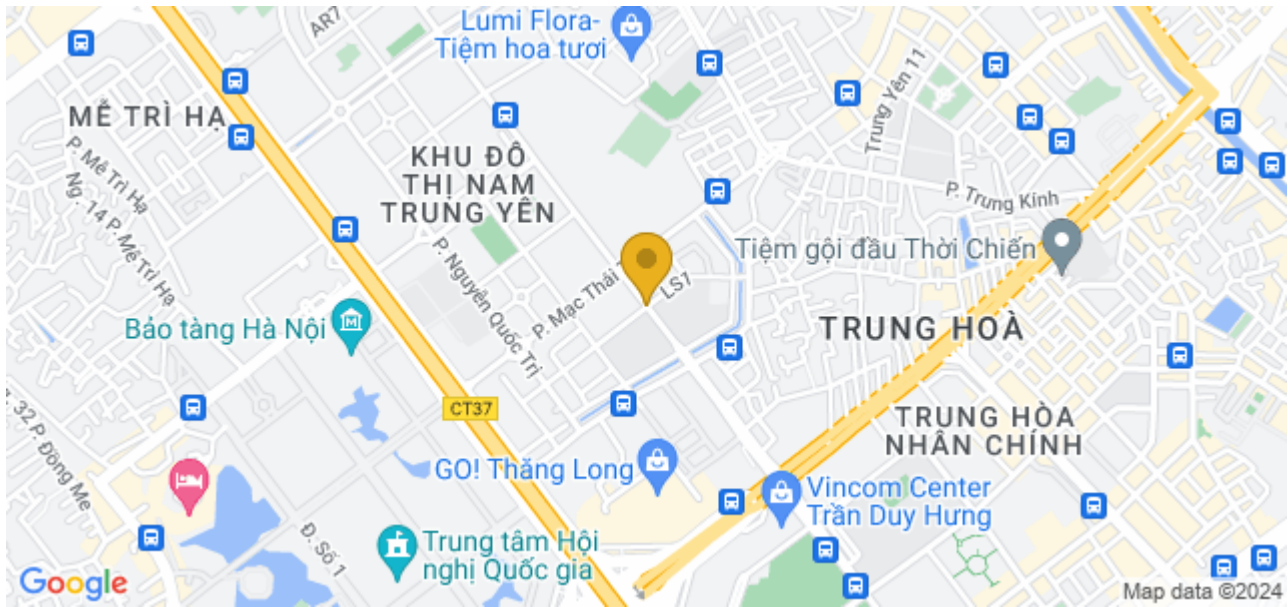 Lumi Flora-
Tiệm hoa tươi
AR7
MỄ TRÌ HẠ
P. Mễ Trì Hạ
Ng. 14 P. Mễ Trì Hạ
KHU ĐÔ
THỊ NAM
TRUNG YÊN
Trung Yên 11
P. Trung Kính
Tiệm gội đầu Thời Chiến
P. Nguyễn Quốc Trị
P. Mạc Thái
LS7
Bảo tàng Hà Nội
TRUNG HOÀ
CT37
TRUNG HÒA
NHÂN CHÍNH
32 P. Đồng Me
GO! Thăng Long
Vincom Center
Trần Duy Hưng
Đ. Số 1
Trung tâm Hội
nghị Quốc gia
Google
Map data ©2024